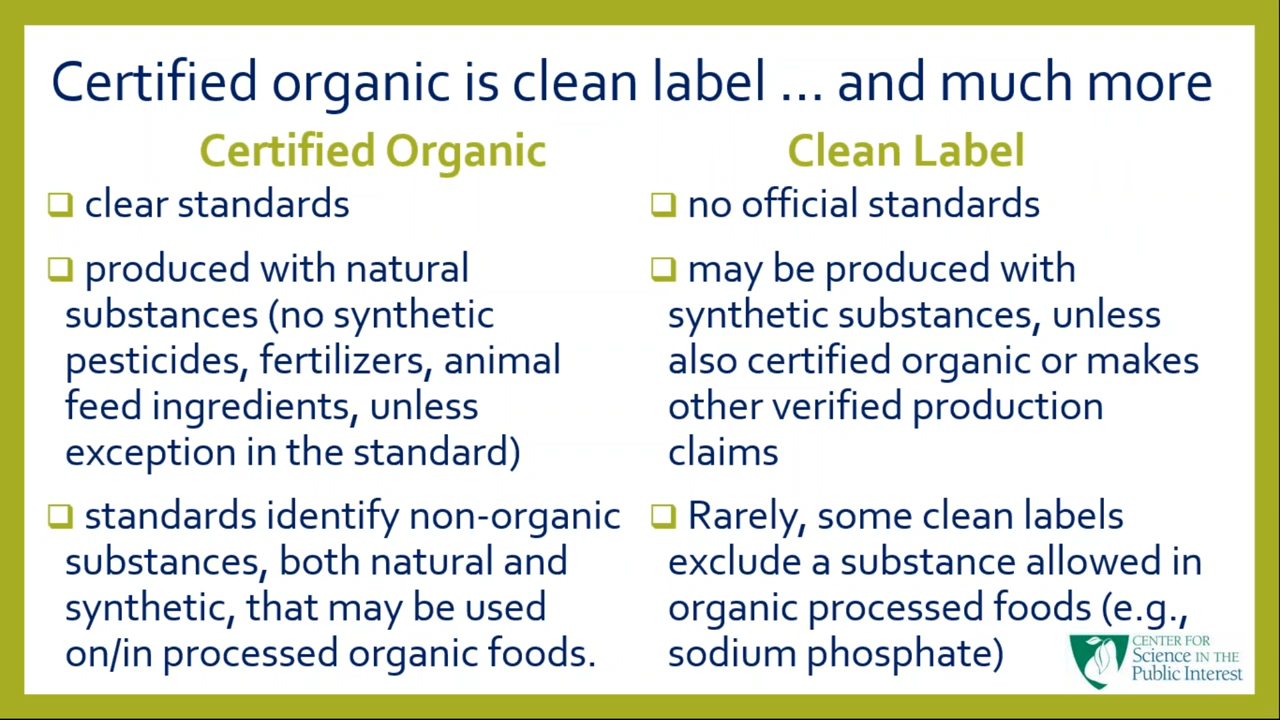 Certified organic is clean label ... and much more
Certified Organic
❑ clear standards
❑ produced with natural
substances (no synthetic
pesticides, fertilizers, animal
feed ingredients, unless
exception in the standard)
❑ standards identify non-organic
substances, both natural and
synthetic, that may be used
on/in processed organic foods.
Clean Label
❑ no official standards
❑ may be produced with
synthetic substances, unless
also certified organic or makes
other verified production
claims
❑ Rarely, some clean labels
exclude a substance allowed in
organic processed foods (e.g.,
sodium phosphate)
CENTER FOR
Science IN THE
Public Interest